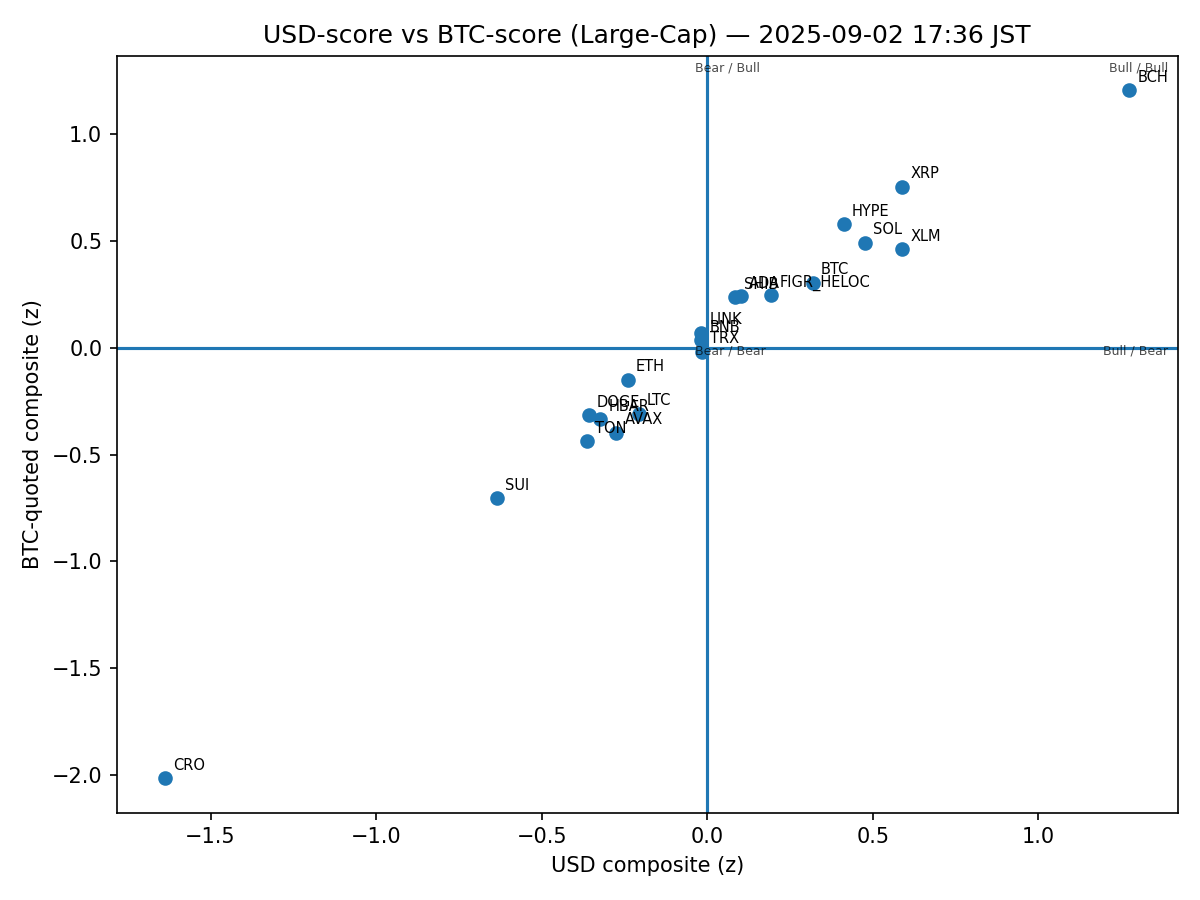 USD-score vs BTC-score (Large-Cap) — 2025-09-02 17:36 JST
Bear / Bull
Bull / Bull
BCH
1.0
XRP
HYPE
0.5
SOL
XLM
BTC
SHIB
ADA
FIGR_HELOC
LINK
BNB
TRX
0.0
Bear / Bear
Bull / Bear
ETH
DOGE
HBAR
LTC
AVAX
TON
−0.5
SUI
−1.0
−1.5
CRO
−2.0
−1.5
−1.0
−0.5
0.0
0.5
1.0
USD composite (z)
BTC-quoted composite (z)